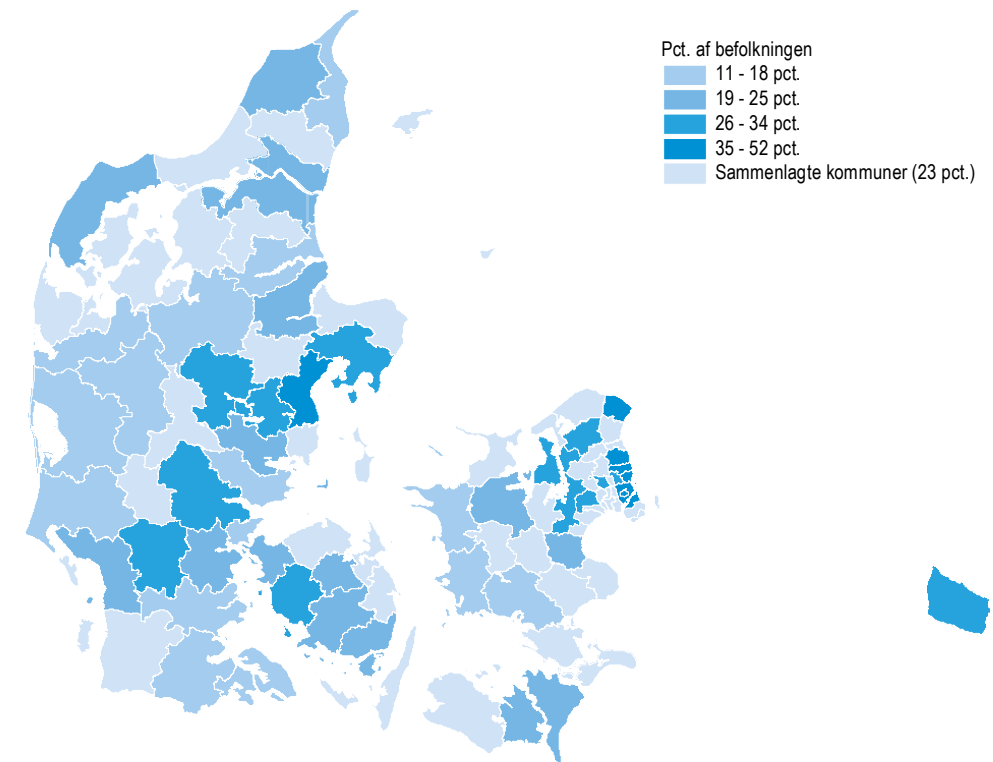 Pct. af befolkningen
11 - 18 pct.
19 - 25 pct.
26 - 34 pct.
35 - 52 pct.
Sammenlagte kommuner (23 pct.)